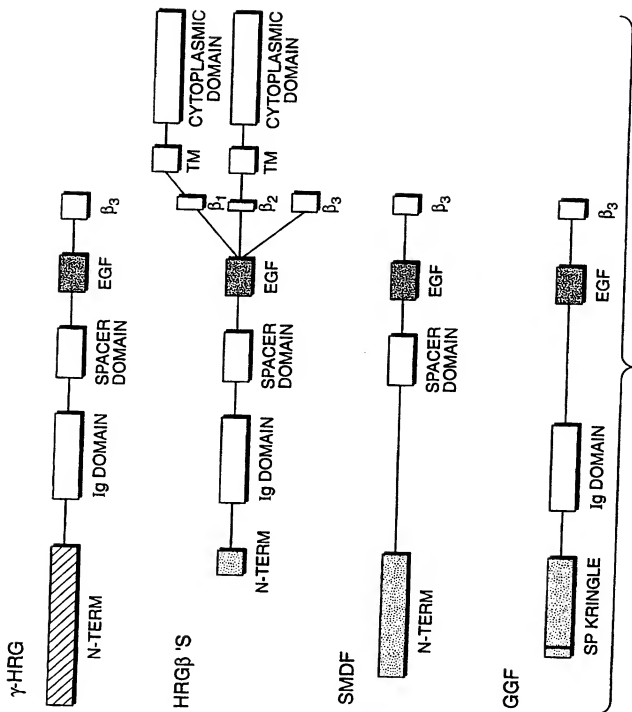 γ-HRG
N-TERM
Ig DOMAIN
SPACER
DOMAIN
EGF
β3
HRGβ 'S
N-TERM
Ig DOMAIN
SPACER
DOMAIN
EGF
β1
β2
β3
TM
CYTOPLASMIC
DOMAIN
TM
CYTOPLASMIC
DOMAIN
SMDF
N-TERM
SPACER
DOMAIN
EGF
β3
GGF
SP KRINGLE
Ig DOMAIN
EGF
β3